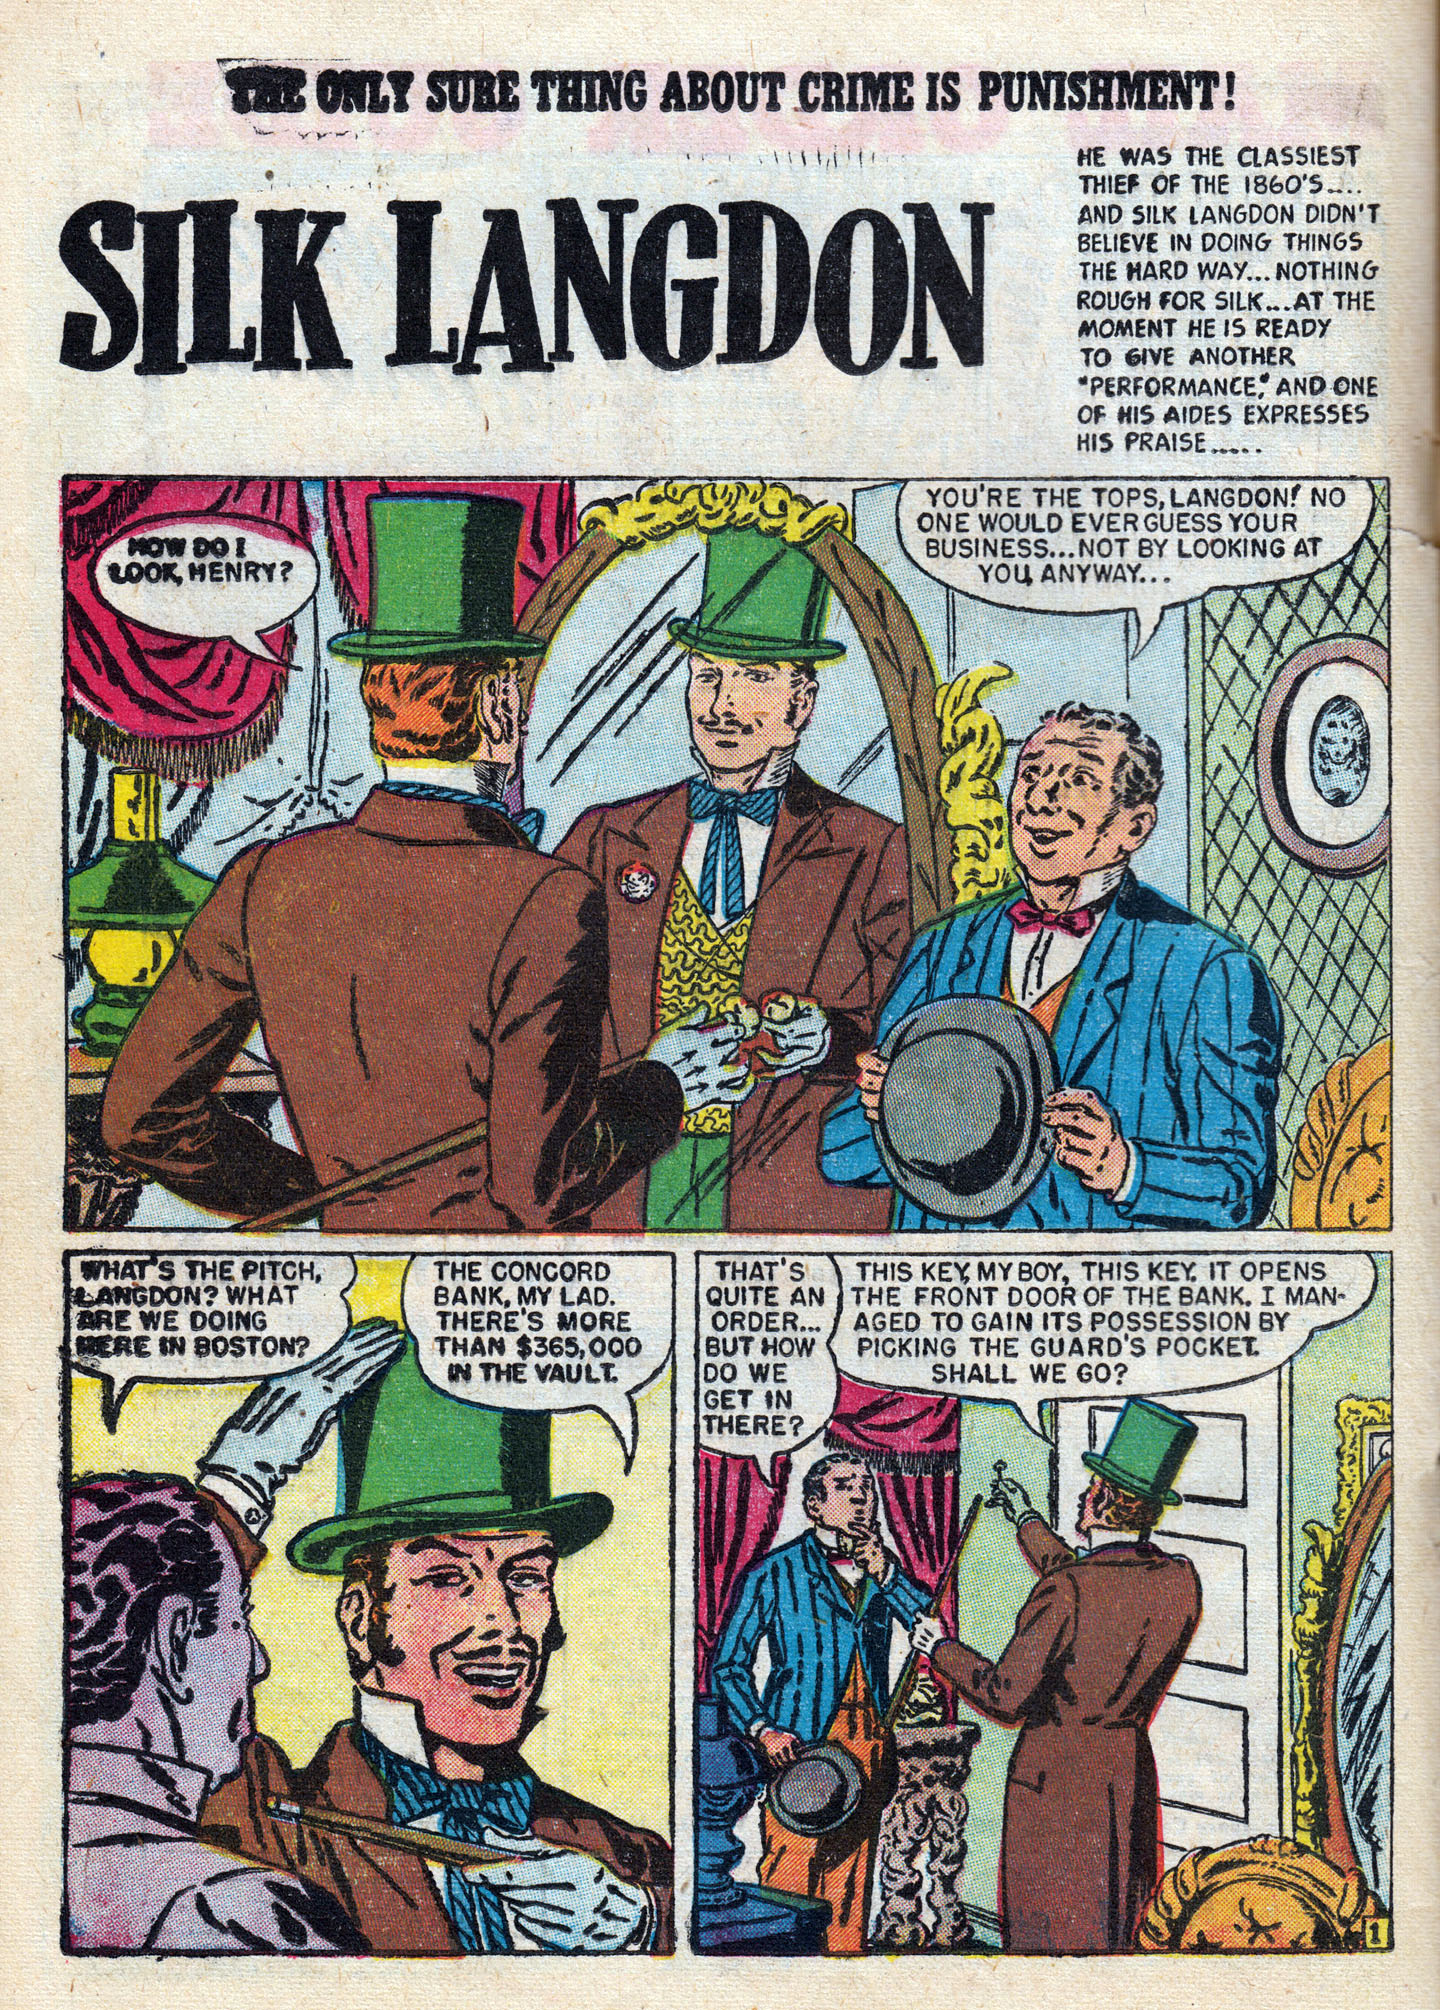 THE ONLY SURE THING ABOUT CRIME IS PUNISHMENT!
SILK LANGDON
HE WAS THE CLASSIEST
THIEF OF THE 1860'S....
AND SILK LANGDON DIDN'T
BELIEVE IN DOING THINGS
THE HARD WAY...NOTHING
ROUGH FOR SILK...AT THE
MOMENT HE IS READY
TO GIVE ANOTHER
"PERFORMANCE," AND ONE
OF HIS AIDES EXPRESSES
HIS PRAISE.....
HOW DO I
LOOK, HENRY?
YOU'RE THE TOPS, LANGDON! NO
ONE WOULD EVER GUESS YOUR
BUSINESS...NOT BY LOOKING AT
YOU, ANYWAY...
WHAT'S THE PITCH,
LANGDON? WHAT
ARE WE DOING
HERE IN BOSTON?
THE CONCORD
BANK, MY LAD.
THERE'S MORE
THAN $365,000
IN THE VAULT.
THAT'S
QUITE AN
ORDER...
BUT HOW
DO WE
GET IN
THERE?
THIS KEY, MY BOY, THIS KEY. IT OPENS
THE FRONT DOOR OF THE BANK. I MAN-
AGED TO GAIN ITS POSSESSION BY
PICKING THE GUARD'S POCKET.
SHALL WE GO?
1